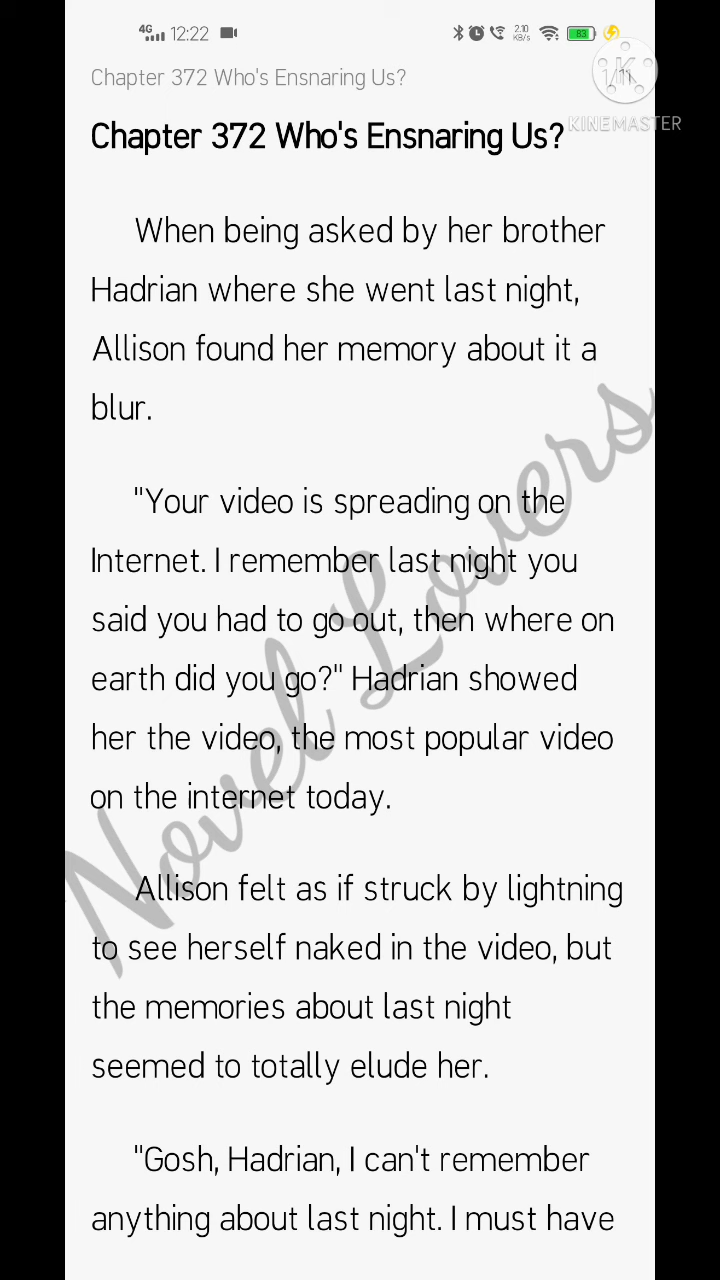 4G 12:22 2.10 KB/s 83
Chapter 372 Who's Ensnaring Us?
KINEMASTER
Chapter 372 Who's Ensnaring Us?
When being asked by her brother
Hadrian where she went last night,
Allison found her memory about it a
blur.
"Your video is spreading on the
Internet. I remember last night you
said you had to go out, then where on
earth did you go?" Hadrian showed
her the video, the most popular video
on the internet today.
Allison felt as if struck by lightning
to see herself naked in the video, but
the memories about last night
seemed to totally elude her.
"Gosh, Hadrian, I can't remember
anything about last night. I must have
Novel Lovers